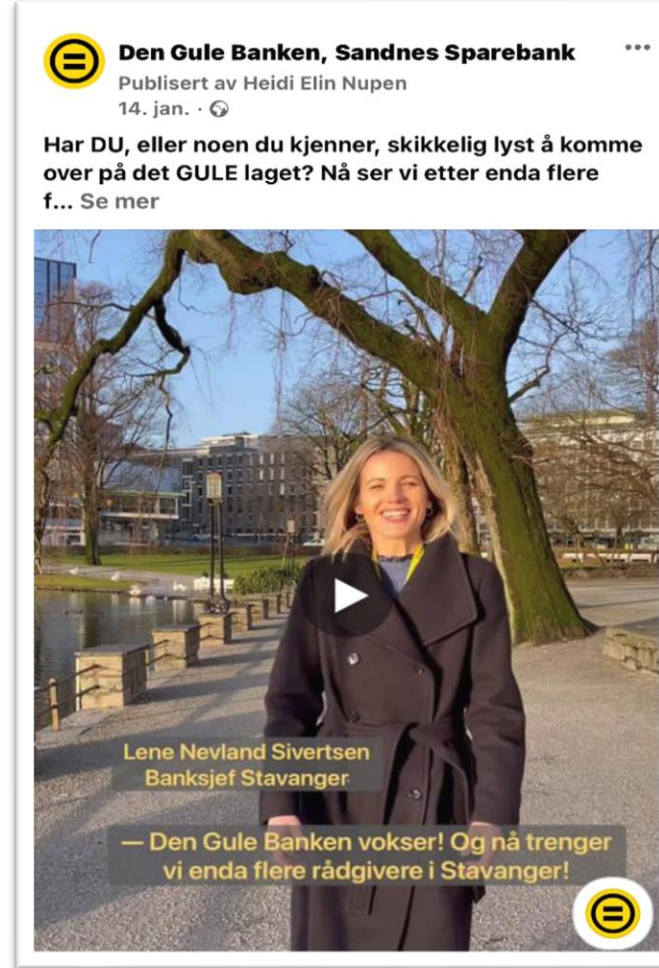 Den Gule Banken, Sandnes Sparebank
Publisert av Heidi Elin Nupen
14. jan. ·
Har DU, eller noen du kjenner, skikkelig lyst å komme
over på det GULE laget? Nå ser vi etter enda flere
f... Se mer
Lene Nevland Sivertsen
Banksjef Stavanger
— Den Gule Banken vokser! Og nå trenger
vi enda flere rådgivere i Stavanger!